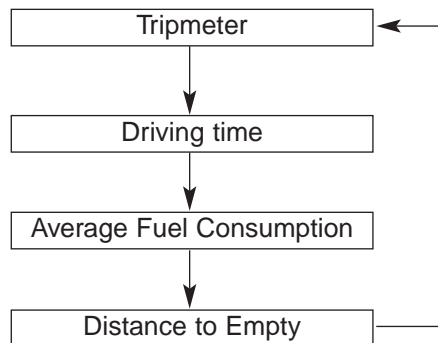 Tripmeter
Driving time
Average Fuel Consumption
Distance to Empty